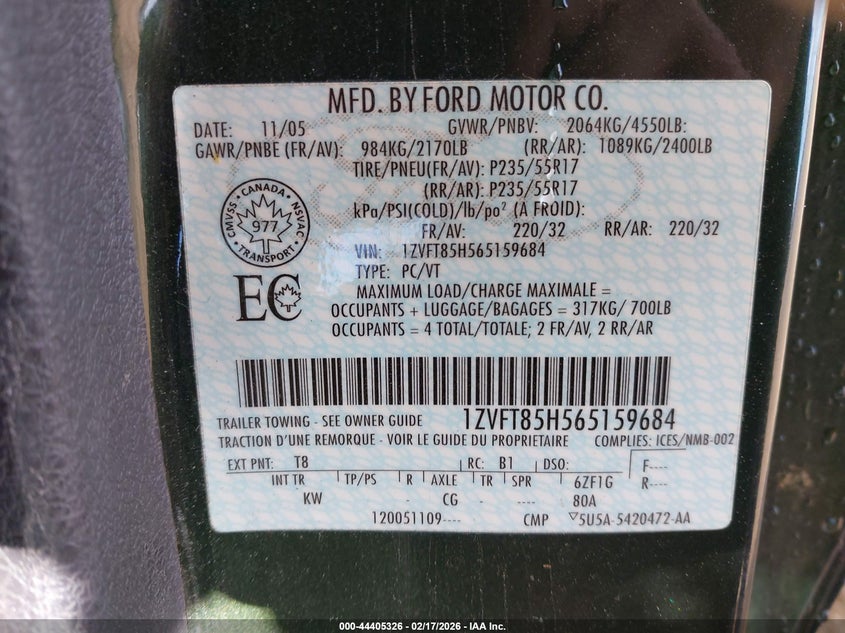 MFD. BY FORD MOTOR CO.
DATE: 11/05 GVWR/PNBV: 2064KG/4550LB:
GAWR/PNBE (FR/AV): 984KG/2170LB (RR/AR): 1089KG/2400LB
TIRE/PNEU(FR/AV): P235/55R17
(RR/AR): P235/55R17
kPa/PSI(COLD)/lb/po² (A FROID):
FR/AV: 220/32 RR/AR: 220/32
VIN: 1ZVFT85H565159684
TYPE: PC/VT
MAXIMUM LOAD/CHARGE MAXIMALE =
OCCUPANTS + LUGGAGE/BAGAGES = 317KG/ 700LB
OCCUPANTS = 4 TOTAL/TOTALE; 2 FR/AV, 2 RR/AR
CANADA
CMVSS NSVAC
977
TRANSPORT
EC
TRAILER TOWING - SEE OWNER GUIDE 1ZVFT85H565159684
TRACTION D'UNE REMORQUE - VOIR LE GUIDE DU PROPRIETAIRE COMPLIES: ICES/NMB-002
EXT PNT: T8 RC: B1 DSO: F----
INT TR TP/PS R AXLE TR SPR 6ZF1G R----
KW - CG - ---- 80A
120051109---- CMP 5U5A-5420472-AA
000-44405326 - 02/17/2026 - IAA Inc.